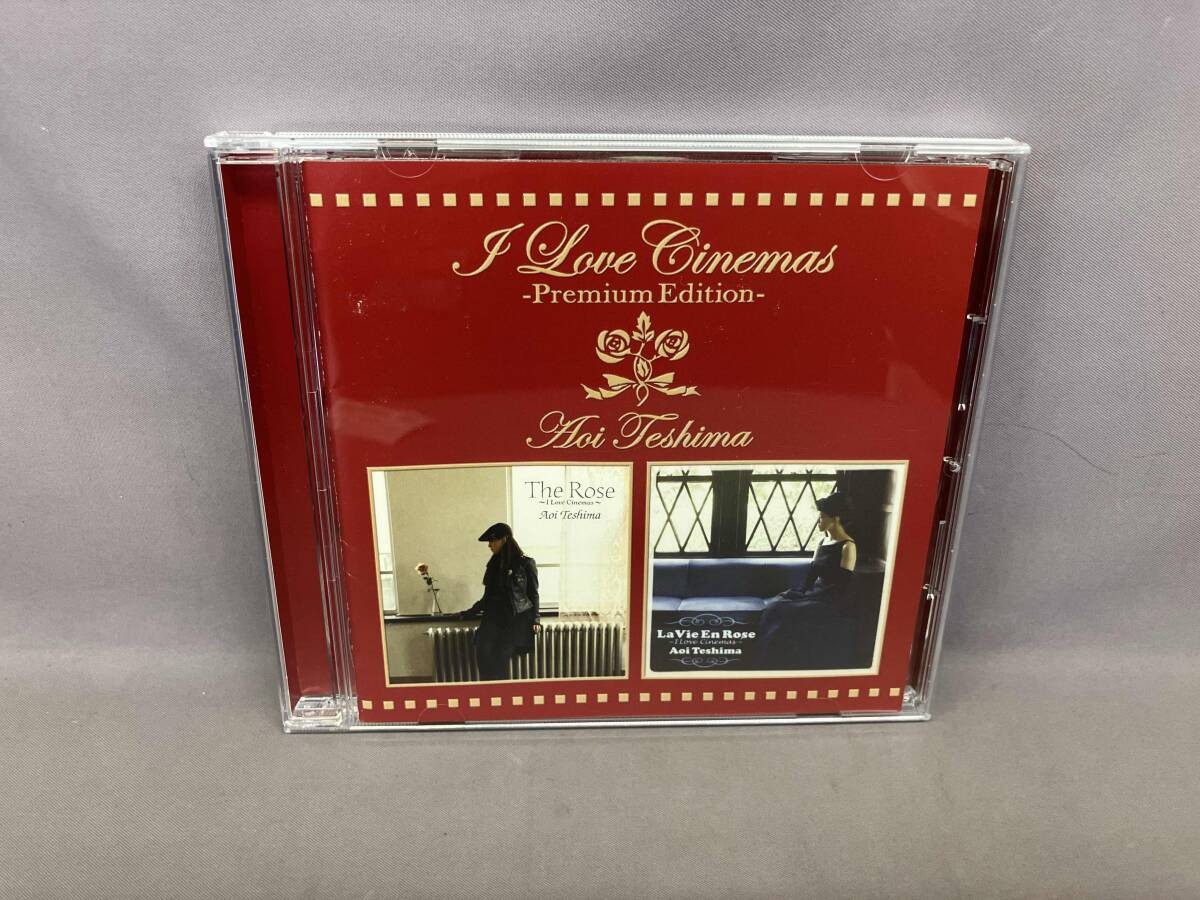 I Love Cinemas
-Premium Edition-
Aoi Teshima
The Rose
~I Love Cinemas~
Aoi Teshima
La Vie En Rose
~I Love Cinemas~
Aoi Teshima